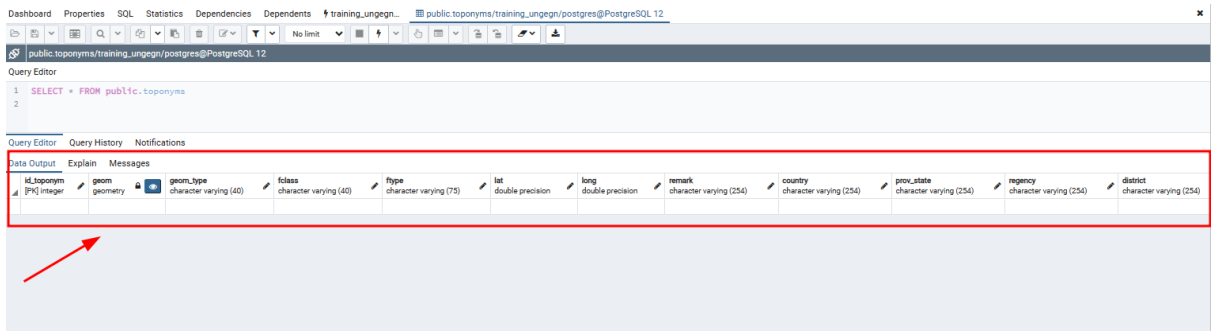 Dashboard Properties SQL Statistics Dependencies Dependents training_ungegn... public.toponyms/training_ungegn/postgres@PostgreSQL 12
No limit
public.toponyms/training_ungegn/postgres@PostgreSQL 12
Query Editor
1 SELECT * FROM public.toponyms
2
Query Editor Query History Notifications
Data Output Explain Messages
id_toponym geom geom_type fclass ftype lat long remark country prov_state regency district
[PK] integer geometry character varying (40) character varying (40) character varying (75) double precision double precision character varying (254) character varying (254) character varying (254) character varying (254) character varying (254)